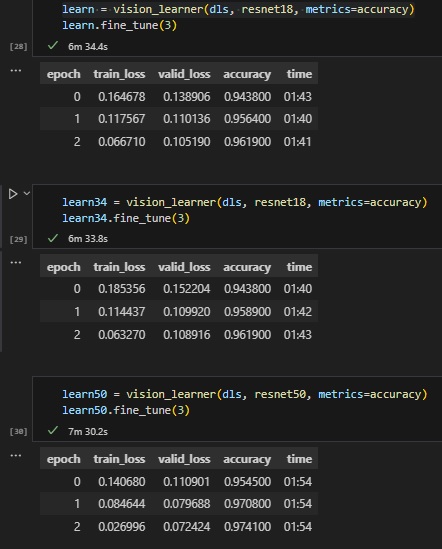 learn = vision_learner(dls, resnet18, metrics=accuracy)
learn.fine_tune(3)
[28]
6m 34.4s
...
epoch train_loss valid_loss accuracy time
0 0.164678 0.138906 0.943800 01:43
1 0.117567 0.110136 0.956400 01:40
2 0.066710 0.105190 0.961900 01:41
learn34 = vision_learner(dls, resnet18, metrics=accuracy)
learn34.fine_tune(3)
[29]
6m 33.8s
...
epoch train_loss valid_loss accuracy time
0 0.185356 0.152204 0.943800 01:40
1 0.114437 0.109920 0.958900 01:42
2 0.063270 0.108916 0.961900 01:43
learn50 = vision_learner(dls, resnet50, metrics=accuracy)
learn50.fine_tune(3)
[30]
7m 30.2s
...
epoch train_loss valid_loss accuracy time
0 0.140680 0.110901 0.954500 01:54
1 0.084644 0.079688 0.970800 01:54
2 0.026996 0.072424 0.974100 01:54